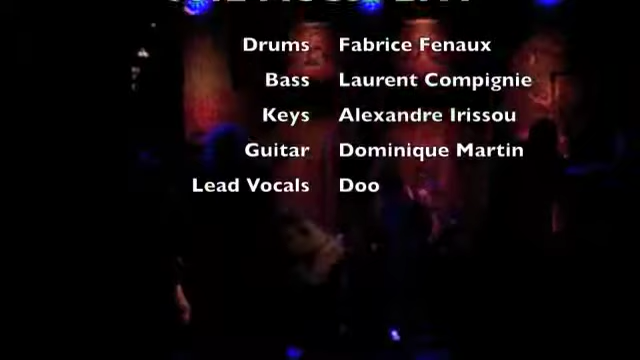 Drums Fabrice Fenaux
Bass Laurent Compignie
Keys Alexandre Irissou
Guitar Dominique Martin
Lead Vocals Doo